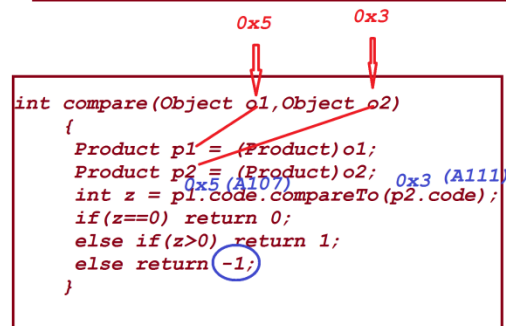 0x5 0x3
int compare(Object o1,Object o2)
{
Product p1 = (Product)o1;
Product p2 = (Product)o2;
0x5 (A107) 0x3 (A111)
int z = p1.code.compareTo(p2.code);
if(z==0) return 0;
else if(z>0) return 1;
else return -1;
}